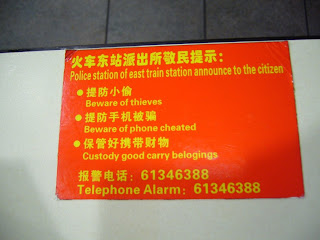 火车东站派出所敬民提示:
Police station of east train station announce to the citizen
● 提防小偷
Beware of thieves
● 提防手机被骗
Beware of phone cheated
● 保管好携带财物
Custody good carry belogings
报警电话: 61346388
Telephone Alarm: 61346388